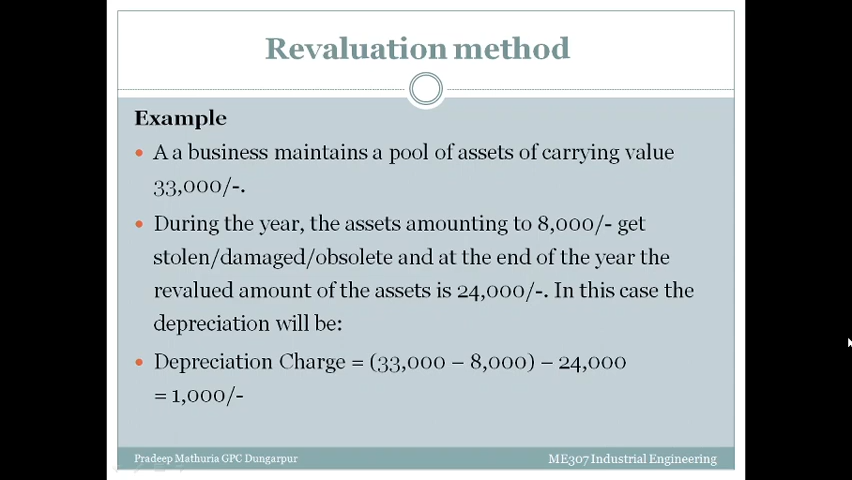 Revaluation method
Example
A a business maintains a pool of assets of carrying value
33,000/-.
During the year, the assets amounting to 8,000/- get
stolen/damaged/obsolete and at the end of the year the
revalued amount of the assets is 24,000/-. In this case the
depreciation will be:
Depreciation Charge = (33,000 – 8,000) – 24,000
= 1,000/-
Pradeep Mathuria GPC Dungarpur
ME307 Industrial Engineering